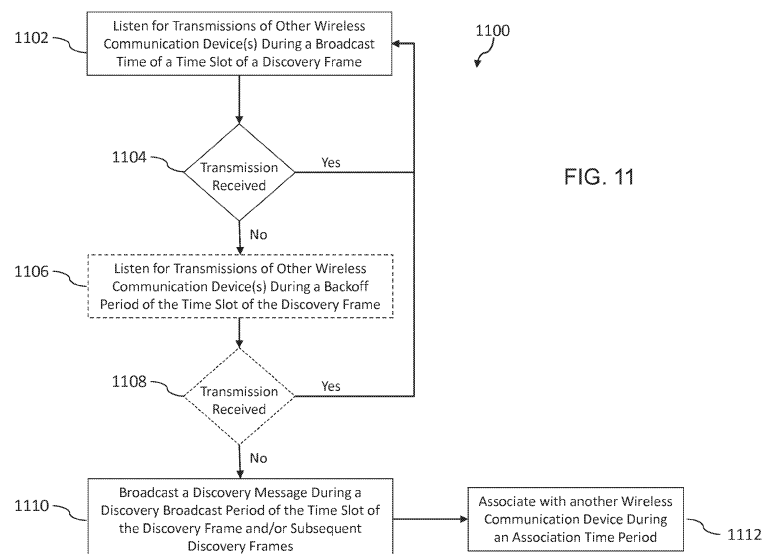 1102
Listen for Transmissions of Other Wireless
Communication Device(s) During a Broadcast
Time of a Time Slot of a Discovery Frame
1100
1104
Transmission
Received
Yes
FIG. 11
No
1106
Listen for Transmissions of Other Wireless
Communication Device(s) During a Backoff
Period of the Time Slot of the Discovery Frame
1108
Transmission
Received
Yes
No
1110
Broadcast a Discovery Message During a
Discovery Broadcast Period of the Time Slot of
the Discovery Frame and/or Subsequent
Discovery Frames
Associate with another Wireless
Communication Device During
an Association Time Period
1112